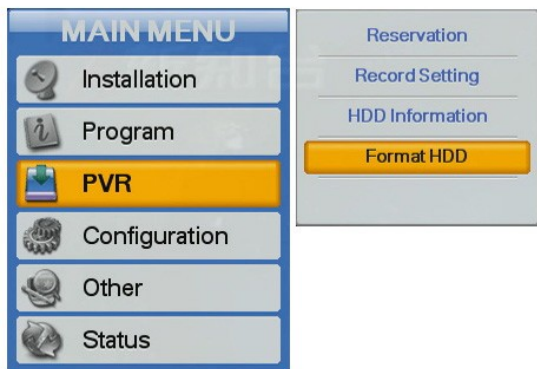 MAIN MENU
Installation
Program
PVR
Configuration
Other
Status
Reservation
Record Setting
HDD Information
Format HDD